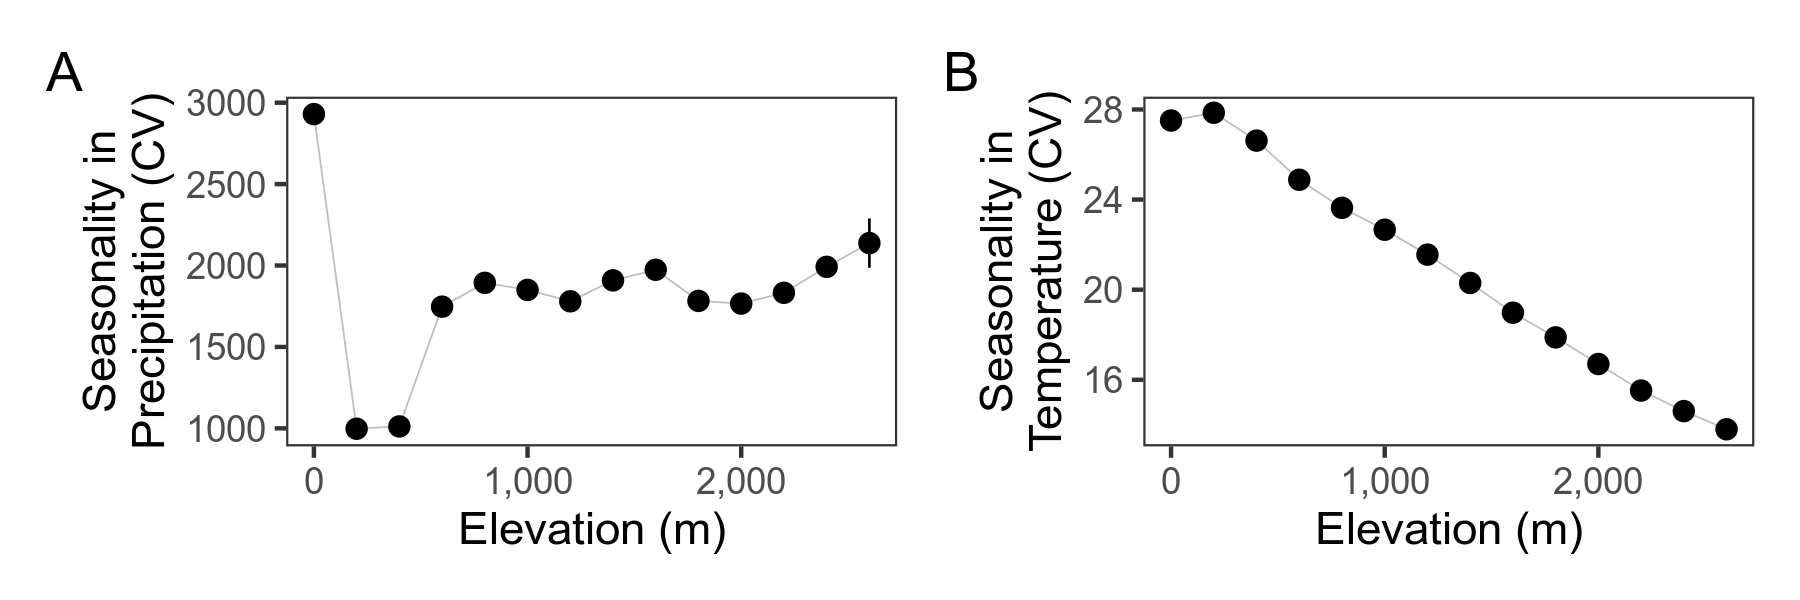 A
Seasonality in
Precipitation (CV)
3000
2500
2000
1500
1000
0
1,000
2,000
Elevation (m)
B
Seasonality in
Temperature (CV)
28
24
20
16
0
1,000
2,000
Elevation (m)